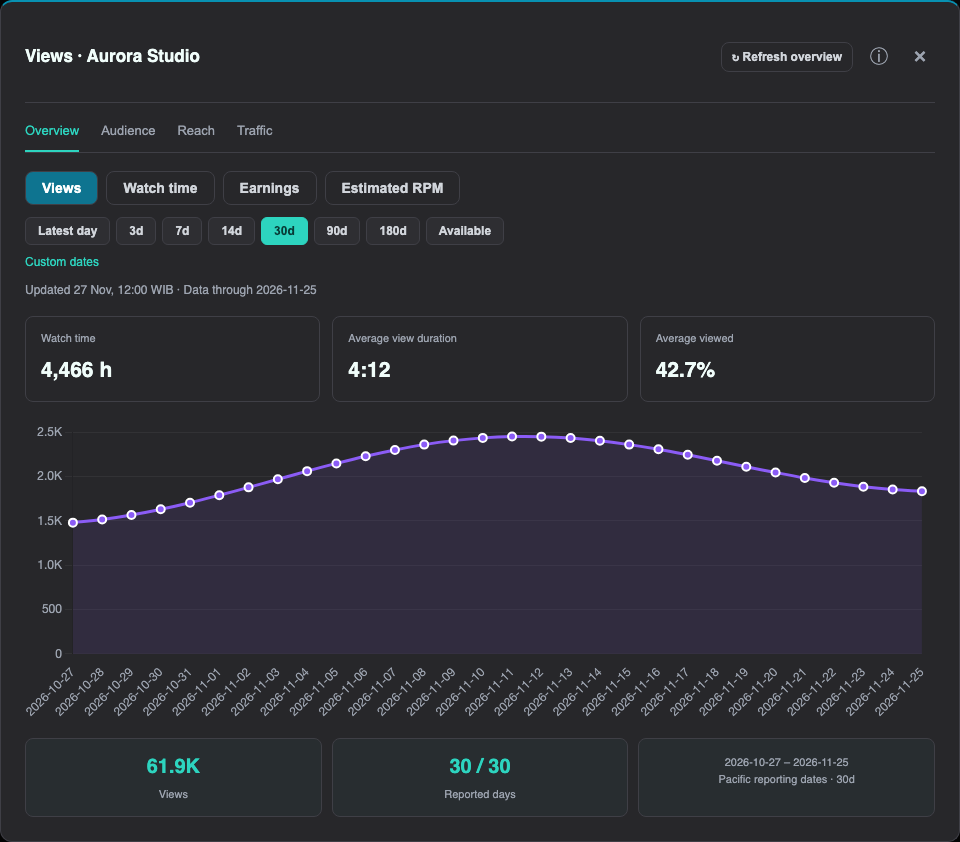 Views · Aurora Studio
↻ Refresh overview
Overview Audience Reach Traffic
Views Watch time Earnings Estimated RPM
Latest day 3d 7d 14d 30d 90d 180d Available
Custom dates
Updated 27 Nov, 12:00 WIB · Data through 2026-11-25
Watch time Average view duration Average viewed
4,466 h 4:12 42.7%
2.5K
2.0K
1.5K
1.0K
500
0
2026-10-27 2026-10-28 2026-10-29 2026-10-30 2026-10-31 2026-11-01 2026-11-02 2026-11-03 2026-11-04 2026-11-05 2026-11-06 2026-11-07 2026-11-08 2026-11-09 2026-11-10 2026-11-11 2026-11-12 2026-11-13 2026-11-14 2026-11-15 2026-11-16 2026-11-17 2026-11-18 2026-11-19 2026-11-20 2026-11-21 2026-11-22 2026-11-23 2026-11-24 2026-11-25
61.9K
Views
30 / 30
Reported days
2026-10-27 – 2026-11-25
Pacific reporting dates · 30d